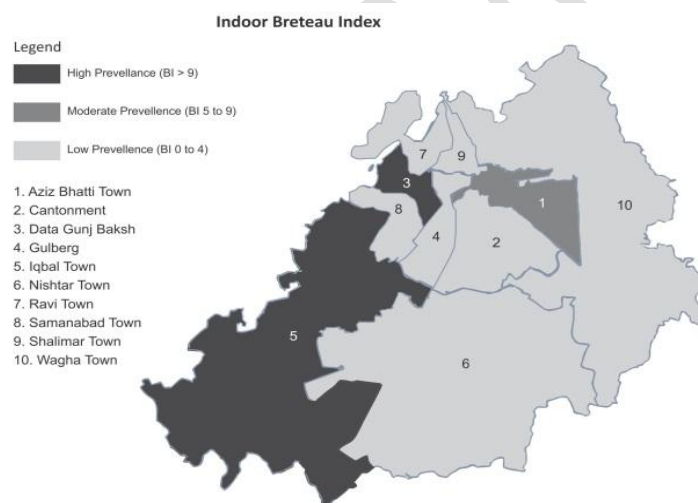 Indoor Breteau Index
Legend
High Prevellance (BI > 9)
Moderate Prevellence (BI 5 to 9)
Low Prevellence (BI 0 to 4)
1. Aziz Bhatti Town
2. Cantonment
3. Data Gunj Baksh
4. Gulberg
5. Iqbal Town
6. Nishtar Town
7. Ravi Town
8. Samanabad Town
9. Shalimar Town
10. Wagha Town
7
9
3
1
10
8
4
2
5
6